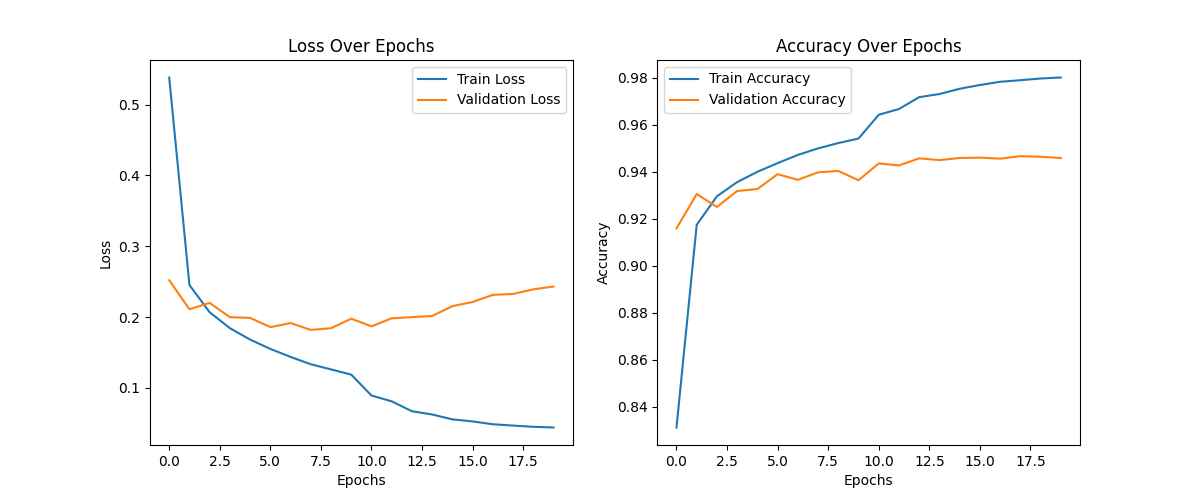 Loss Over Epochs
Train Loss
Validation Loss
Loss
0.5
0.4
0.3
0.2
0.1
0.0 2.5 5.0 7.5 10.0 12.5 15.0 17.5
Epochs
Accuracy Over Epochs
Train Accuracy
Validation Accuracy
Accuracy
0.98
0.96
0.94
0.92
0.90
0.88
0.86
0.84
0.0 2.5 5.0 7.5 10.0 12.5 15.0 17.5
Epochs